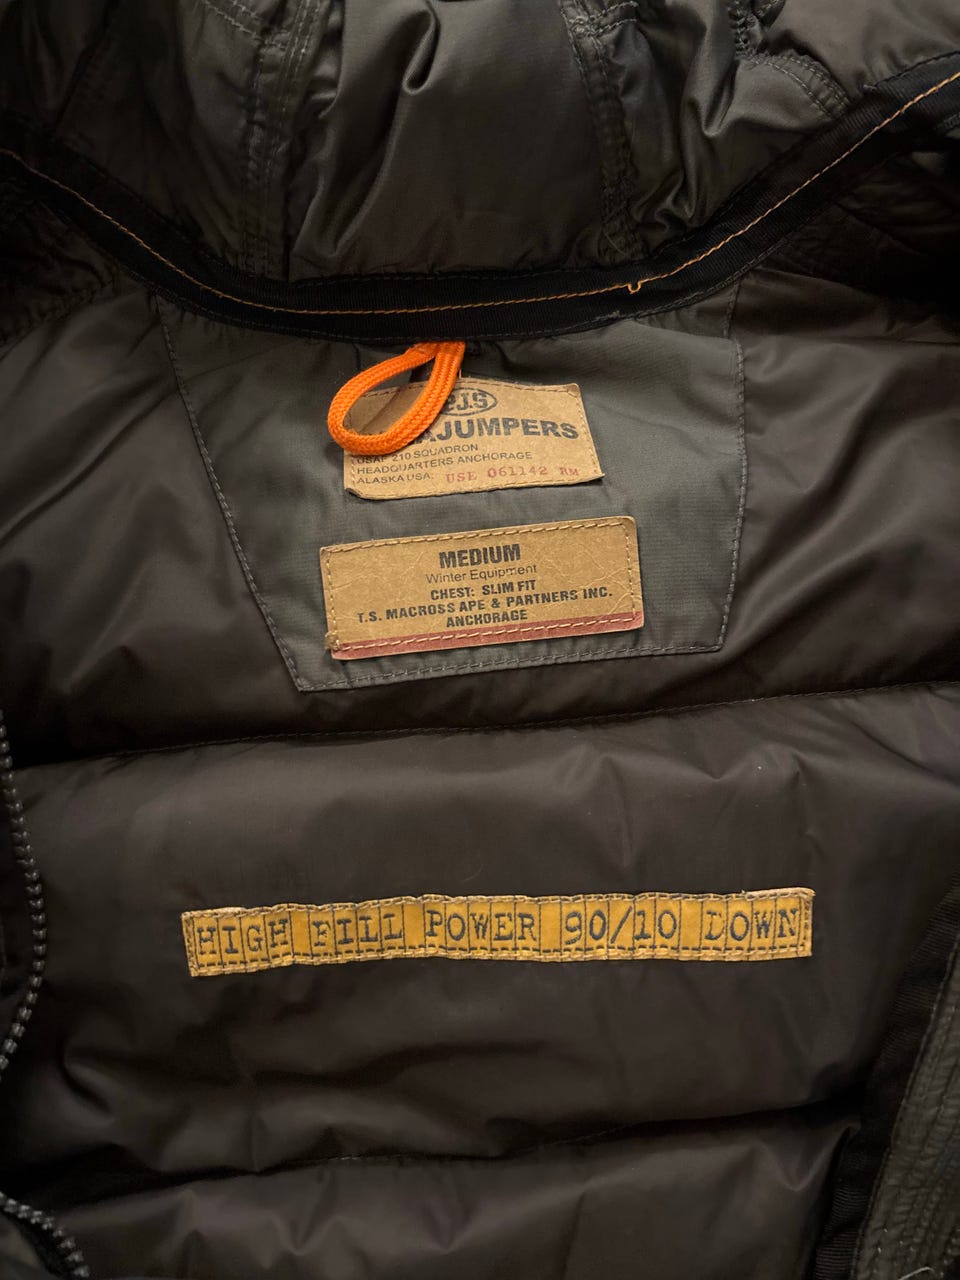 P.J.S
JUMPERS
USAF 210 SQUADRON
HEADQUARTERS ANCHORAGE
ALASKA USA: USE 061142 RM
MEDIUM
Winter Equipment
CHEST: SLIM FIT
T.S. MACROSS APE & PARTNERS INC.
ANCHORAGE
HIGH FILL POWER 90/10 DOWN